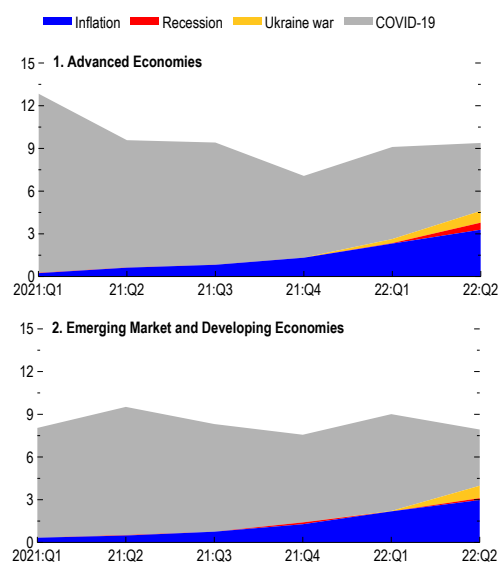 Inflation Recession Ukraine war COVID-19
15 1. Advanced Economies
12
9
6
3
0
2021:Q1 21:Q2 21:Q3 21:Q4 22:Q1 22:Q2
15 2. Emerging Market and Developing Economies
12
9
6
3
0
2021:Q1 21:Q2 21:Q3 21:Q4 22:Q1 22:Q2